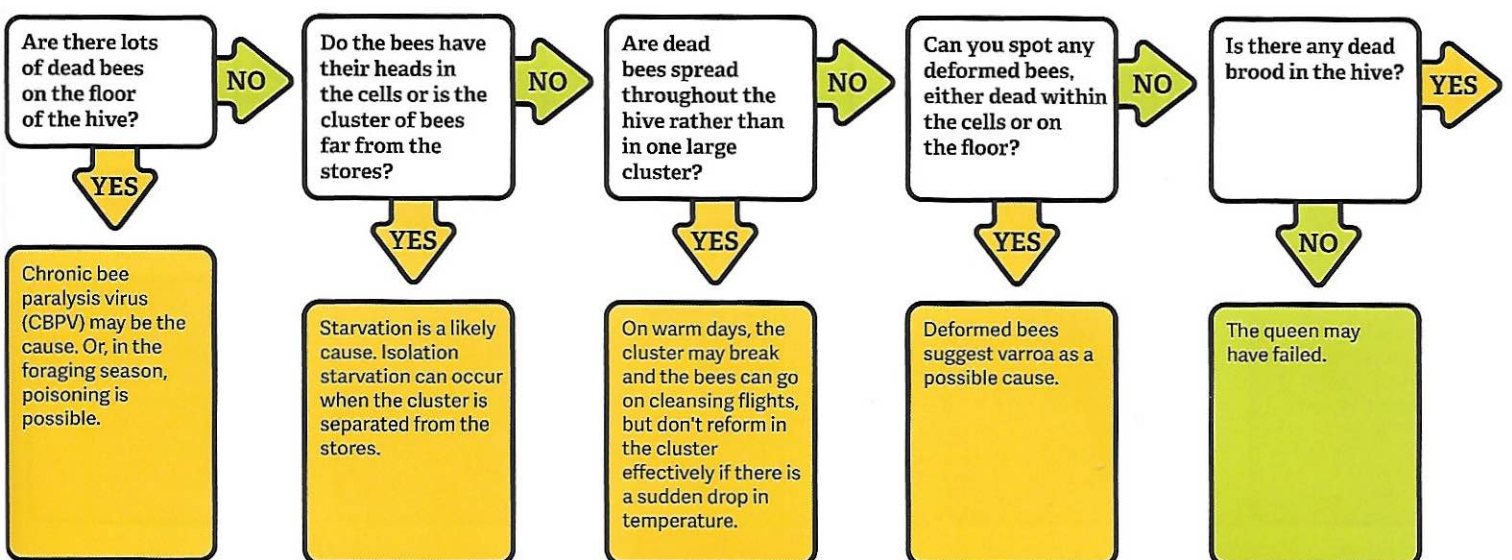 Are there lots
of dead bees
on the floor
of the hive?
NO
YES
Chronic bee
paralysis virus
(CBPV) may be the
cause. Or, in the
foraging season,
poisoning is
possible.
Do the bees have
their heads in
the cells or is the
cluster of bees
far from the
stores?
NO
YES
Starvation is a likely
cause. Isolation
starvation can occur
when the cluster is
separated from the
stores.
Are dead
bees spread
throughout the
hive rather than
in one large
cluster?
NO
YES
On warm days, the
cluster may break
and the bees can go
on cleansing flights,
but don't reform in
the cluster
effectively if there is
a sudden drop in
temperature.
Can you spot any
deformed bees,
either dead within
the cells or on
the floor?
NO
YES
Deformed bees
suggest varroa as a
possible cause.
Is there any dead
brood in the hive?
YES
NO
The queen may
have failed.